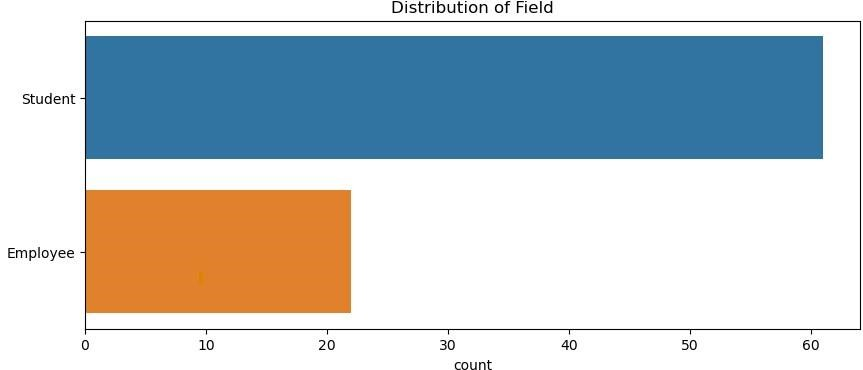 Distribution of Field
Student
Employee
0 10 20 30 40 50 60
count